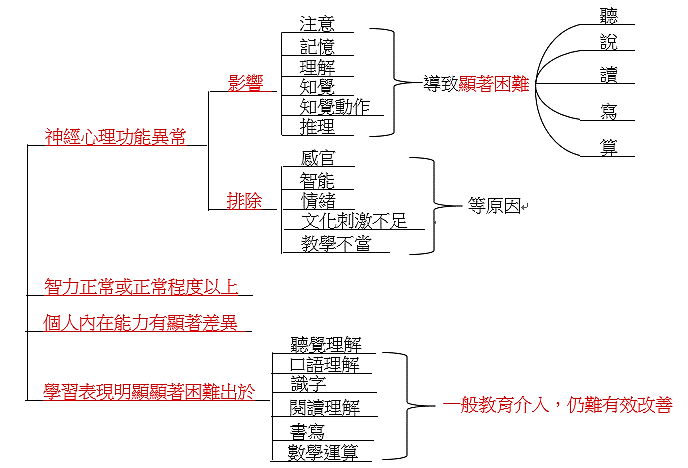 神經心理功能異常
影響
注意
記憶
理解
知覺
知覺動作
推理
導致顯著困難
聽
說
讀
寫
算
排除
感官
智能
情緒
文化刺激不足
教學不當
等原因
智力正常或正常程度以上
個人內在能力有顯著差異
學習表現明顯顯著困難出於
聽覺理解
口語理解
識字
閱讀理解
書寫
數學運算
一般教育介入，仍難有效改善